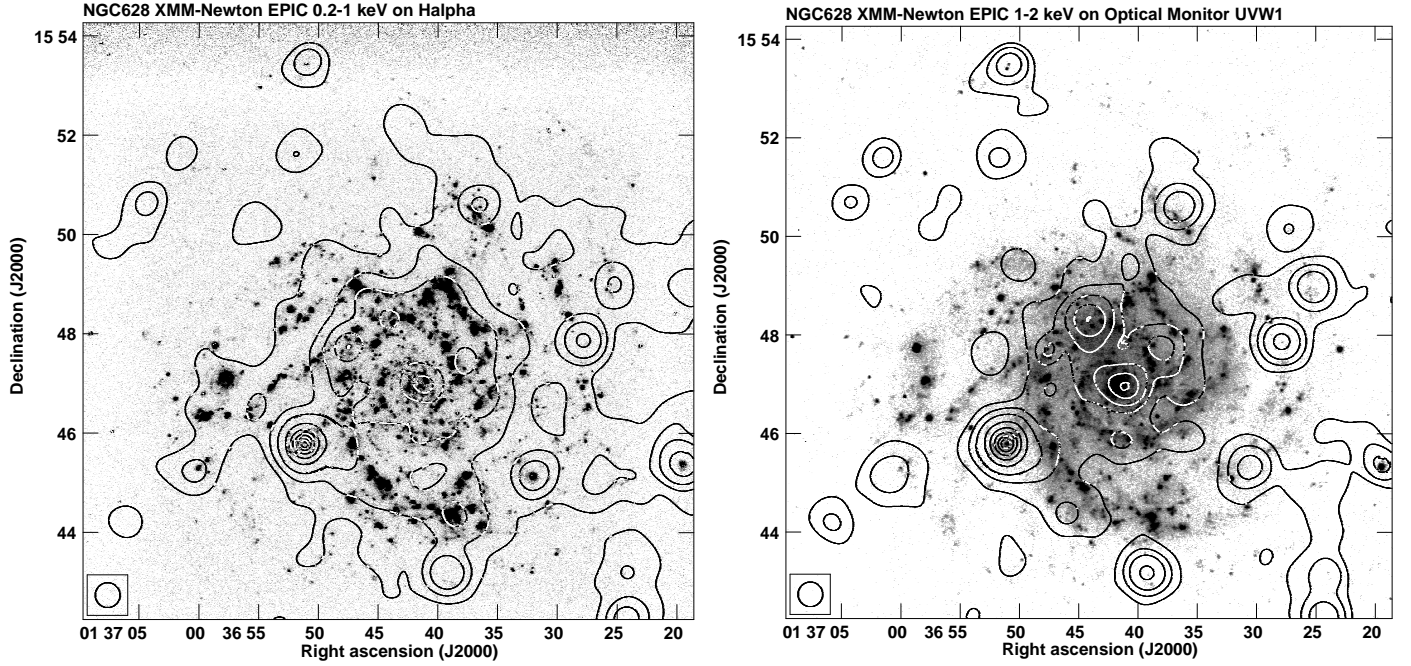 NGC628 XMM-Newton EPIC 0.2-1 keV on Halpha
15 54
52
50
48
46
44
Declination (J2000)
01 37 05 00 36 55 50 45 40 35 30 25 20
Right ascension (J2000)
NGC628 XMM-Newton EPIC 1-2 keV on Optical Monitor UVW1
15 54
52
50
48
46
44
Declination (J2000)
01 37 05 00 36 55 50 45 40 35 30 25 20
Right ascension (J2000)